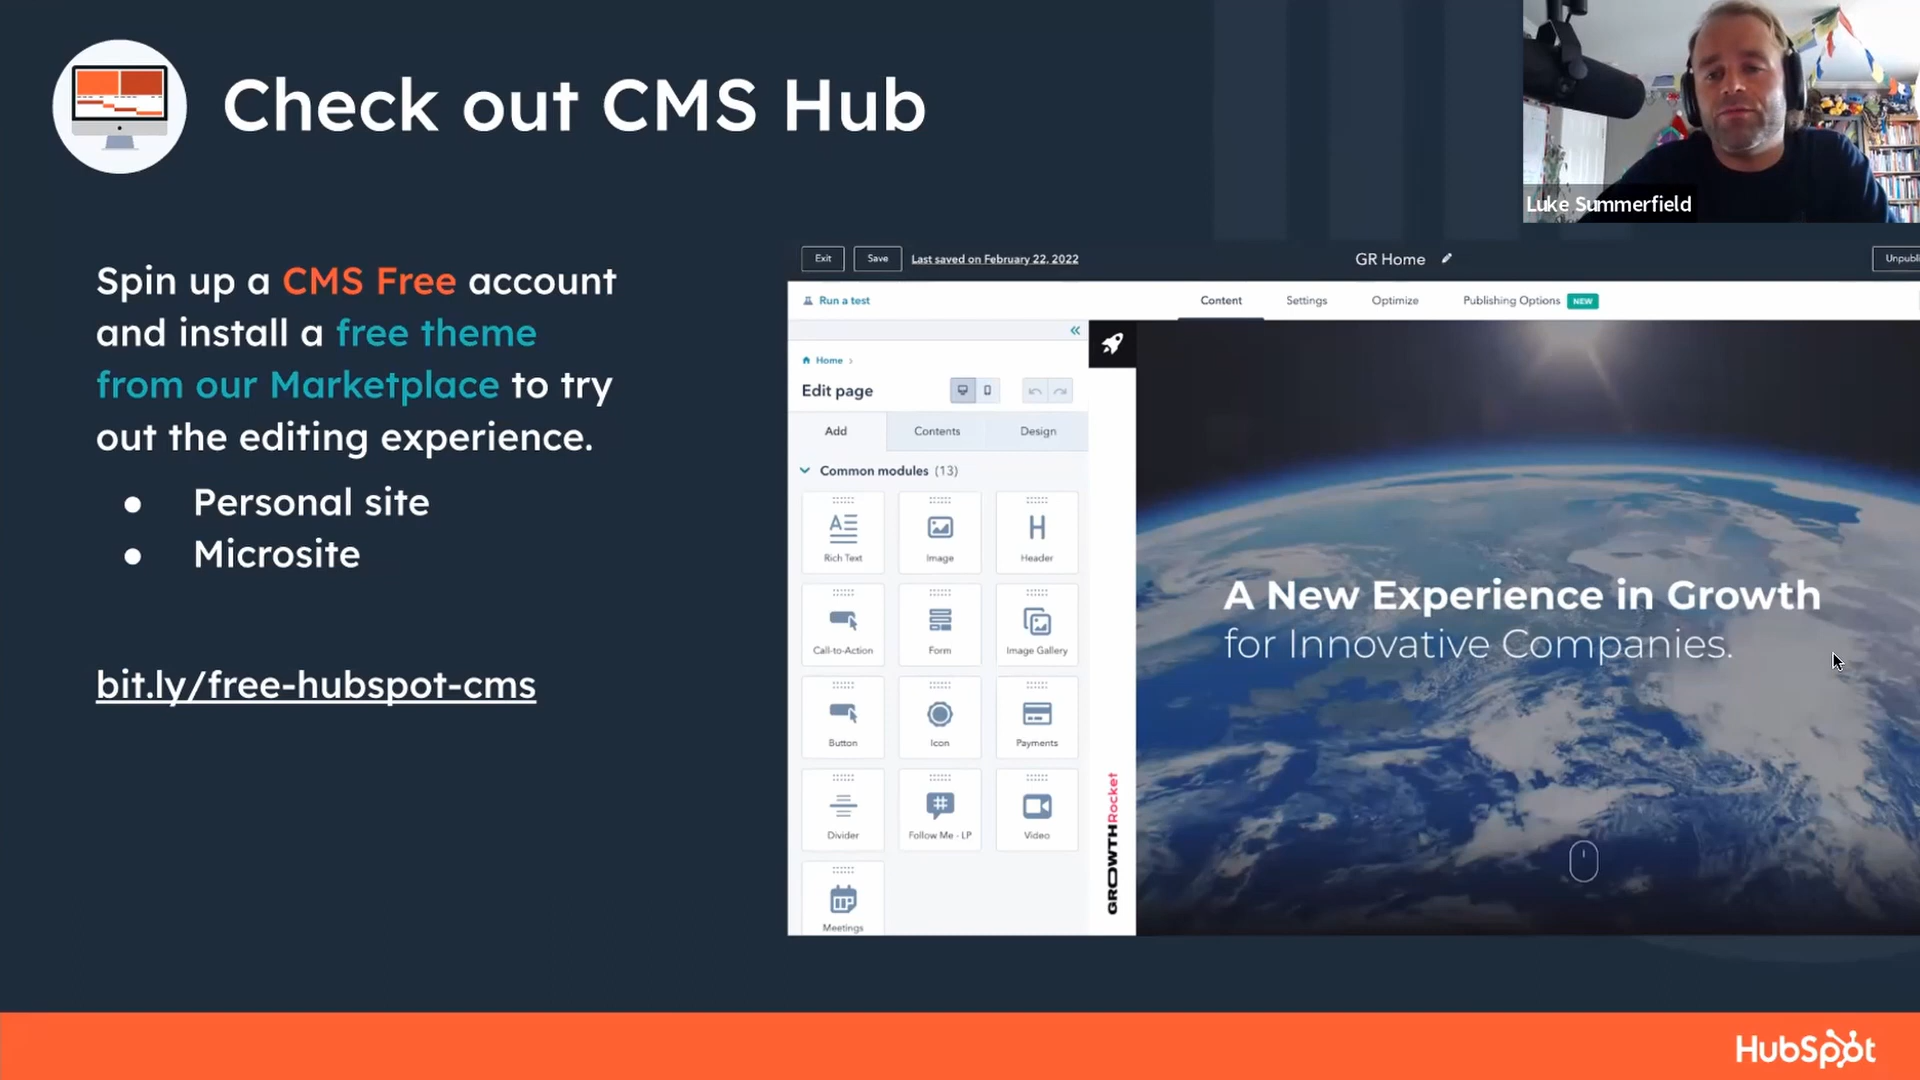 Check out CMS Hub
Luke Summerfield
Spin up a CMS Free account
and install a free theme
from our Marketplace to try
out the editing experience.
● Personal site
● Microsite
bit.ly/free-hubspot-cms
Exit
Save
Last saved on February 22, 2022
GR Home
Run a test
Content
Settings
Optimize
Publishing Options NEW
Home
Edit page
Add
Contents
Design
Common modules (13)
Rich Text
Image
Header
Call-to-Action
Form
Image Gallery
Button
Icon
Payments
Divider
Follow Me - LP
Video
Meetings
GROWTHRocket
A New Experience in Growth
for Innovative Companies.
HubSpot